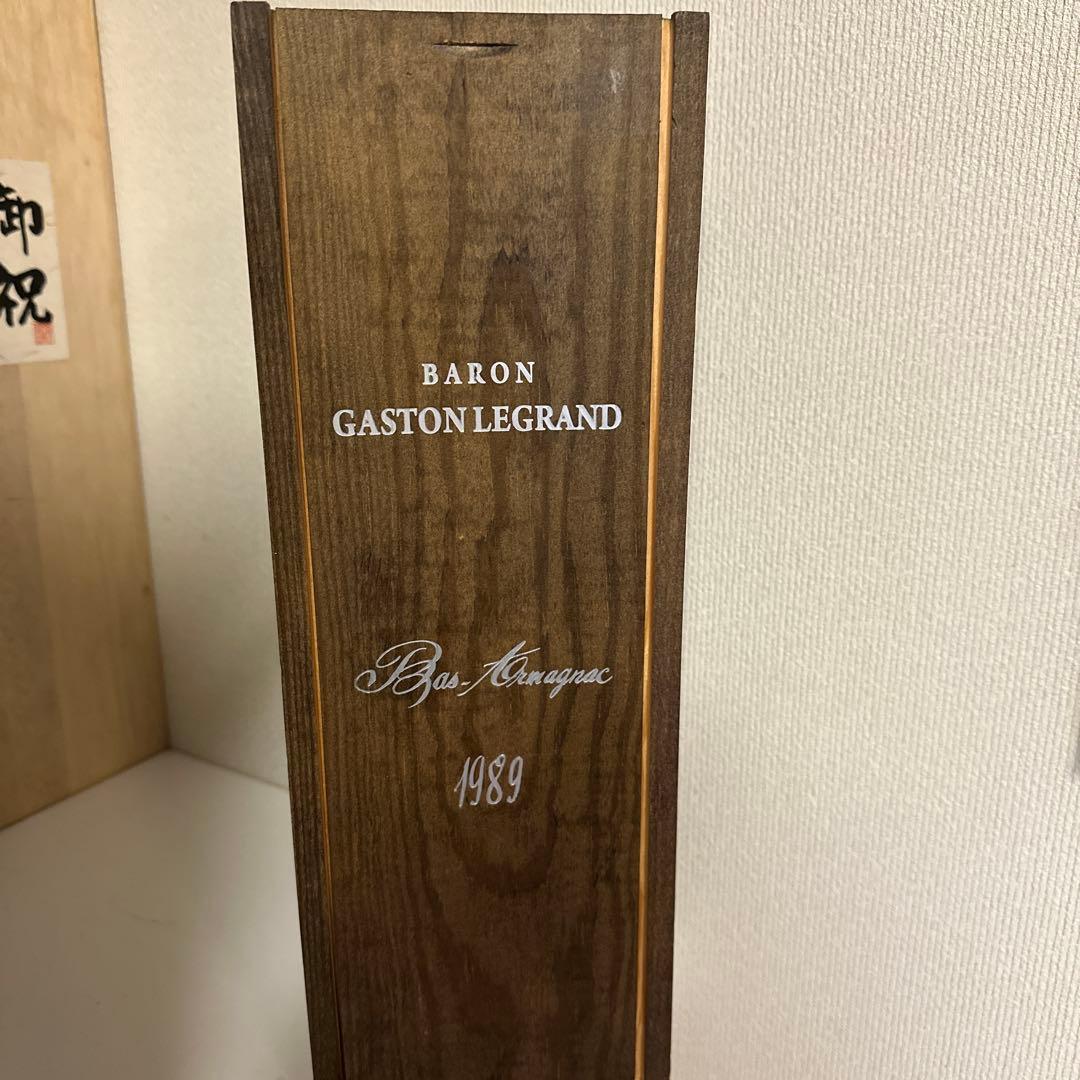 御祝
BARON
GASTON LEGRAND
Bas-Armagnac
1989